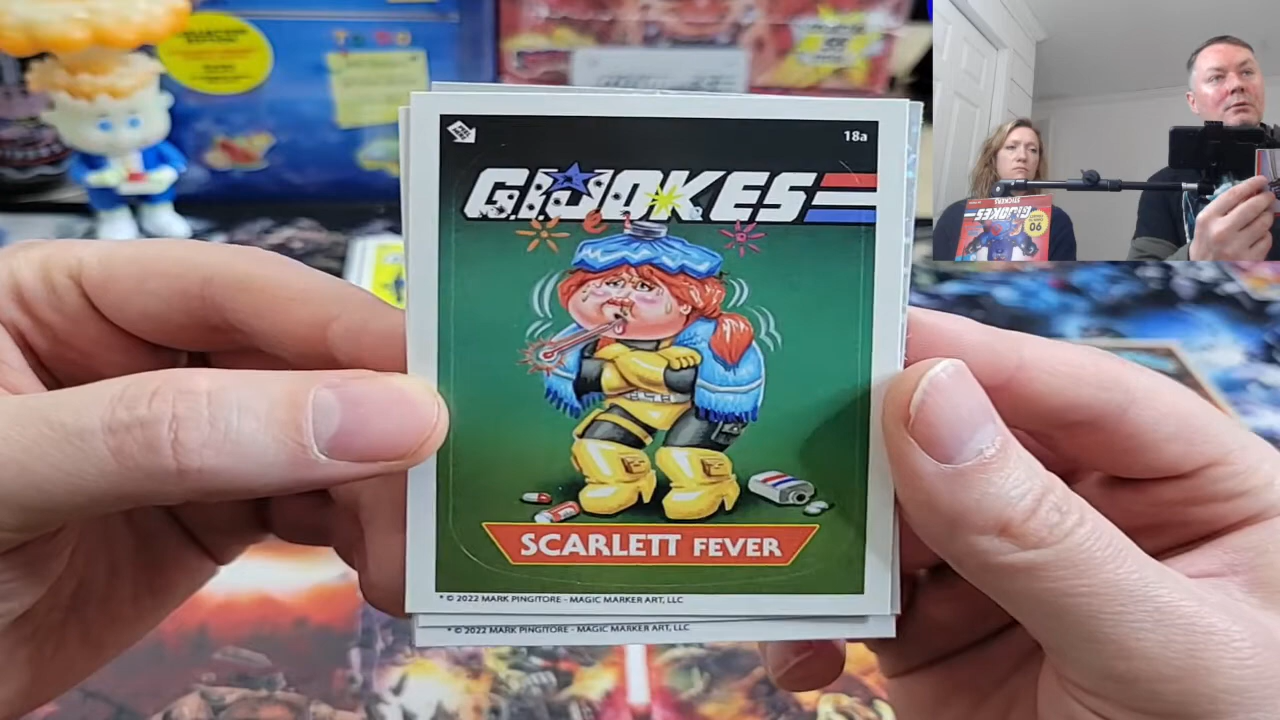 18a
G.I. JOKES
SCARLETT FEVER
* © 2022 MARK PINGITORE - MAGIC MARKER ART, LLC
* © 2022 MARK PINGITORE - MAGIC MARKER ART, LLC
STICKERS
G.I. JOKES
06